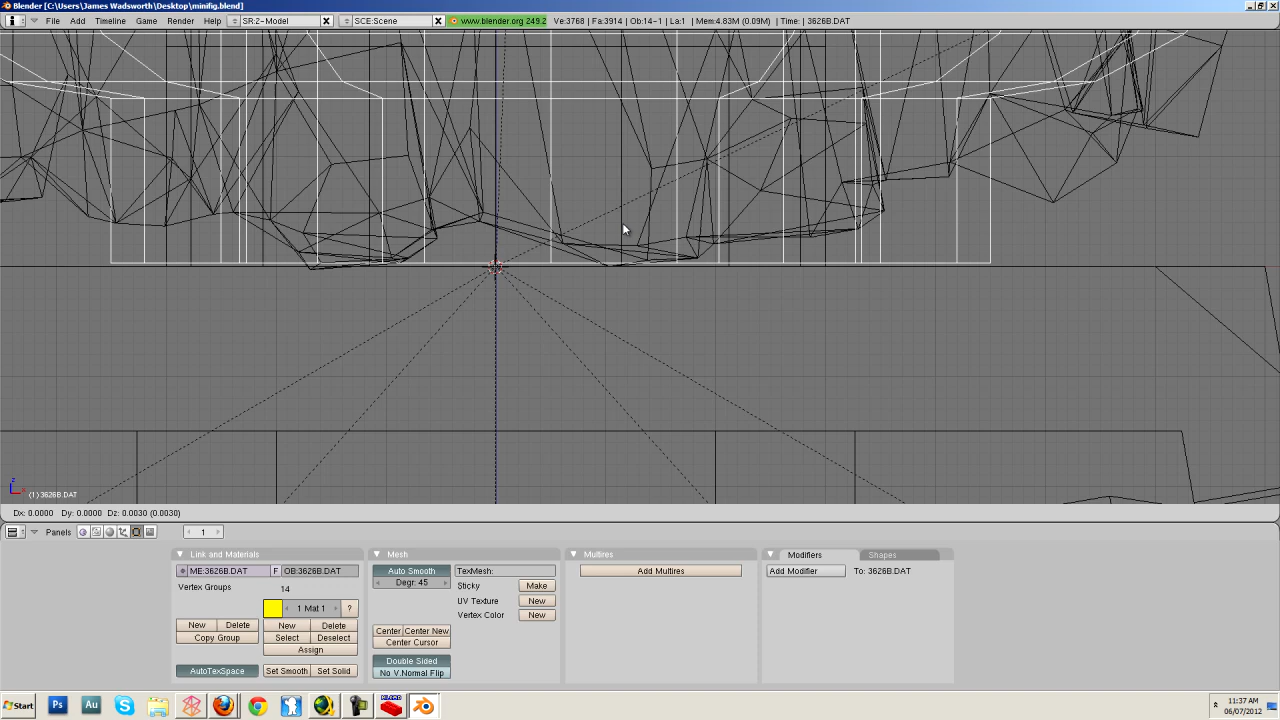 Blender [C:\Users\James Wadsworth\Desktop\minifig.blend]
File Add Timeline Game Render Help SR:2-Model SCE:Scene www.blender.org 249.2 Ve:3768 | Fa:3914 | Ob:14-1 | La:1 | Mem:4.83M (0.09M) | Time: | 3626B.DAT
z
x
(1) 3626B.DAT
Dx: 0.0000 Dy: 0.0000 Dz: 0.0030 (0.0030)
Panels 1
Link and Materials Mesh Multires Modifiers Shapes
ME:3626B.DAT F OB:3626B.DAT Auto Smooth TexMesh: Add Multires Add Modifier To: 3626B.DAT
Vertex Groups 14 Degr: 45 Sticky Make
1 Mat 1 ? UV Texture New
New Delete New Delete Vertex Color New
Copy Group Select Deselect Center Center New
Assign Center Cursor
AutoTexSpace Set Smooth Set Solid Double Sided
No V.Normal Flip
Start Ps Au 11:37 AM
06/07/2012